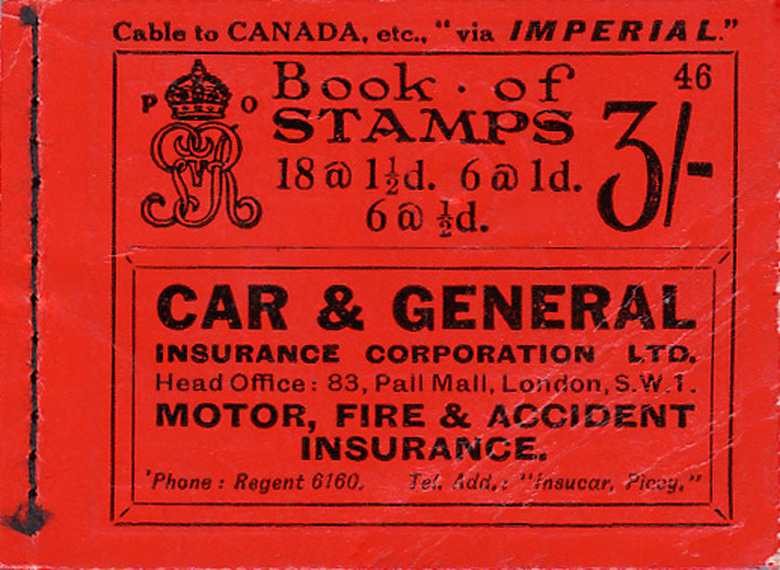 Cable to CANADA, etc., "via IMPERIAL."
P O
Book · of
STAMPS
46
3/-
18 @ 1½d. 6 @ 1d.
6 @ ½d.
CAR & GENERAL
INSURANCE CORPORATION LTD.
Head Office: 83, Pall Mall, London, S.W.1.
MOTOR, FIRE & ACCIDENT
INSURANCE.
'Phone: Regent 6160. Tel. Add.: "Insucar, Piccy."